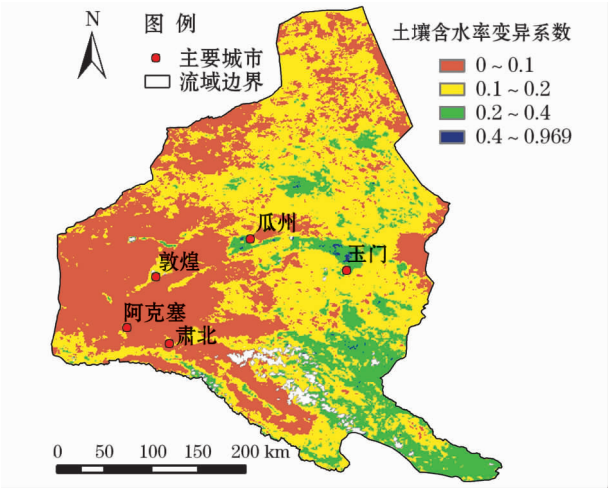 N
图 例
主要城市
流域边界
土壤含水率变异系数
0～0.1
0.1～0.2
0.2～0.4
0.4～0.969
瓜州
玉门
敦煌
阿克塞
肃北
0 50 100 150 200 km